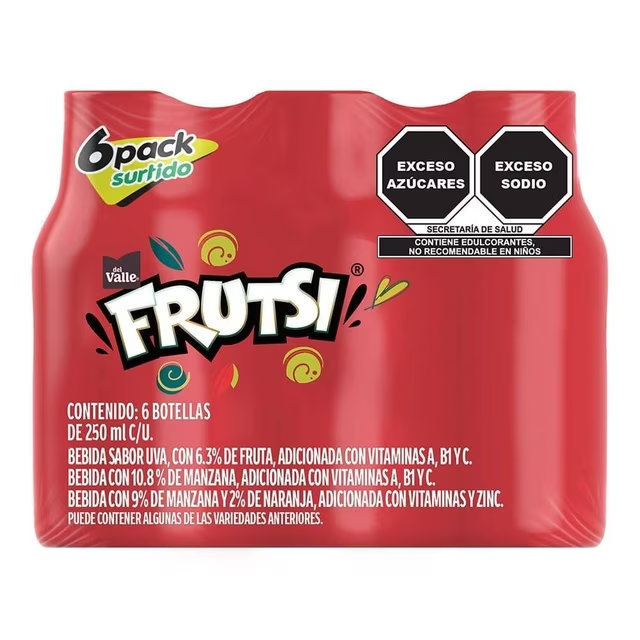 6pack
surtido
EXCESO
AZÚCARES
EXCESO
SODIO
SECRETARÍA DE SALUD
CONTIENE EDULCORANTES,
NO RECOMENDABLE EN NIÑOS
del
Valle
FRUTSI®
CONTENIDO: 6 BOTELLAS
DE 250 ml C/U.
BEBIDA SABOR UVA, CON 6.3% DE FRUTA, ADICIONADA CON VITAMINAS A, B1 Y C.
BEBIDA CON 10.8 % DE MANZANA, ADICIONADA CON VITAMINAS A, B1 Y C.
BEBIDA CON 9% DE MANZANA Y 2% DE NARANJA, ADICIONADA CON VITAMINAS Y ZINC.
PUEDE CONTENER ALGUNAS DE LAS VARIEDADES ANTERIORES.